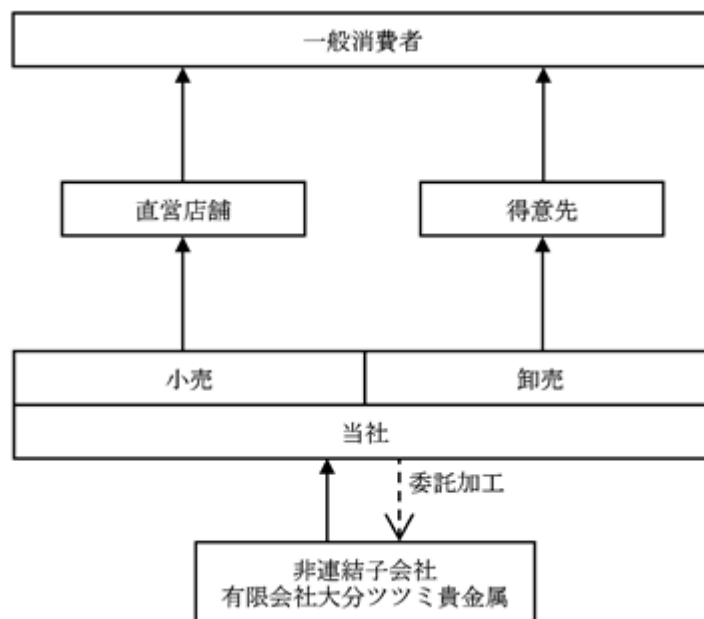 一般消費者
直営店舗
得意先
小売
卸売
当社
委託加工
非連結子会社
有限会社大分ツツミ貴金属